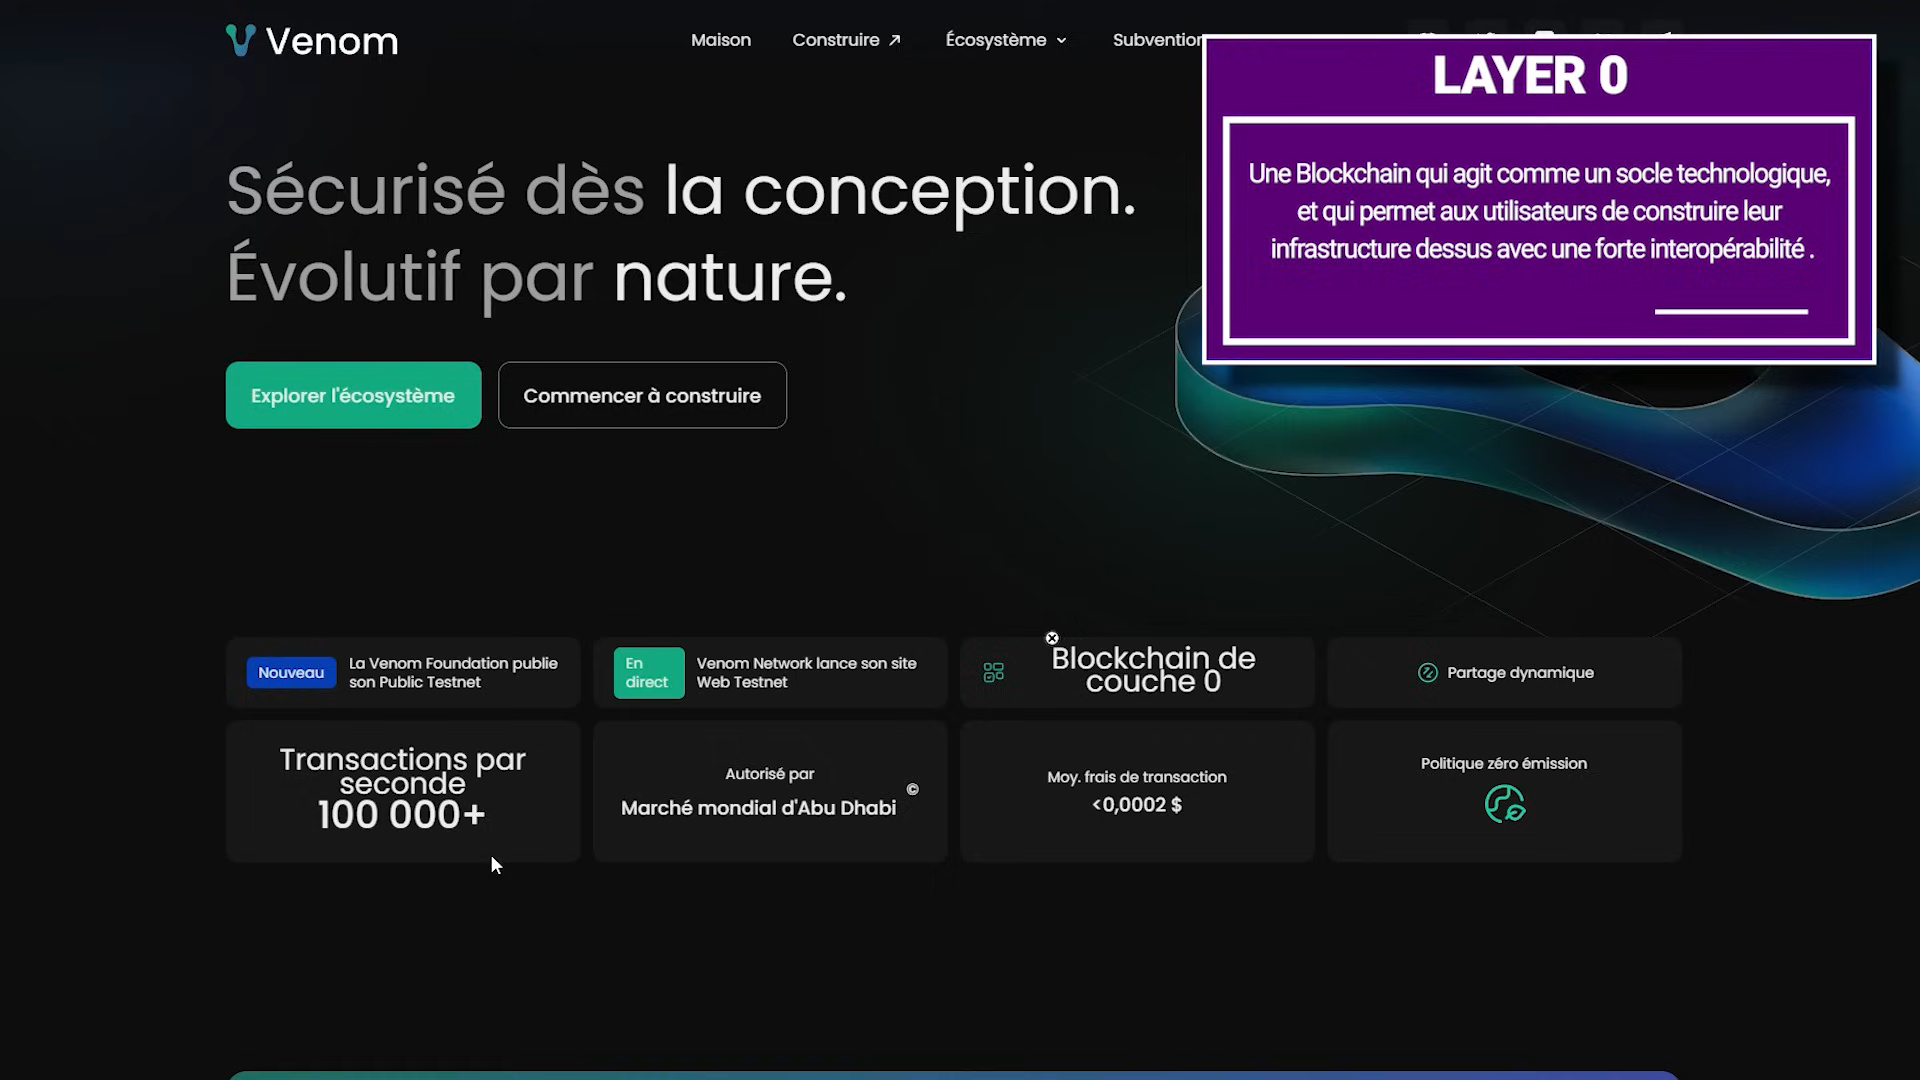 Venom
Maison
Construire
Écosystème
Subvention
LAYER 0
Une Blockchain qui agit comme un socle technologique,
et qui permet aux utilisateurs de construire leur
infrastructure dessus avec une forte interopérabilité .
Sécurisé dès la conception.
Évolutif par nature.
Explorer l'écosystème
Commencer à construire
Nouveau
La Venom Foundation publie
son Public Testnet
En
direct
Venom Network lance son site
Web Testnet
Blockchain de
couche 0
Partage dynamique
Transactions par
seconde
100 000+
Autorisé par
Marché mondial d'Abu Dhabi ©
Moy. frais de transaction
<0,0002 $
Politique zéro émission